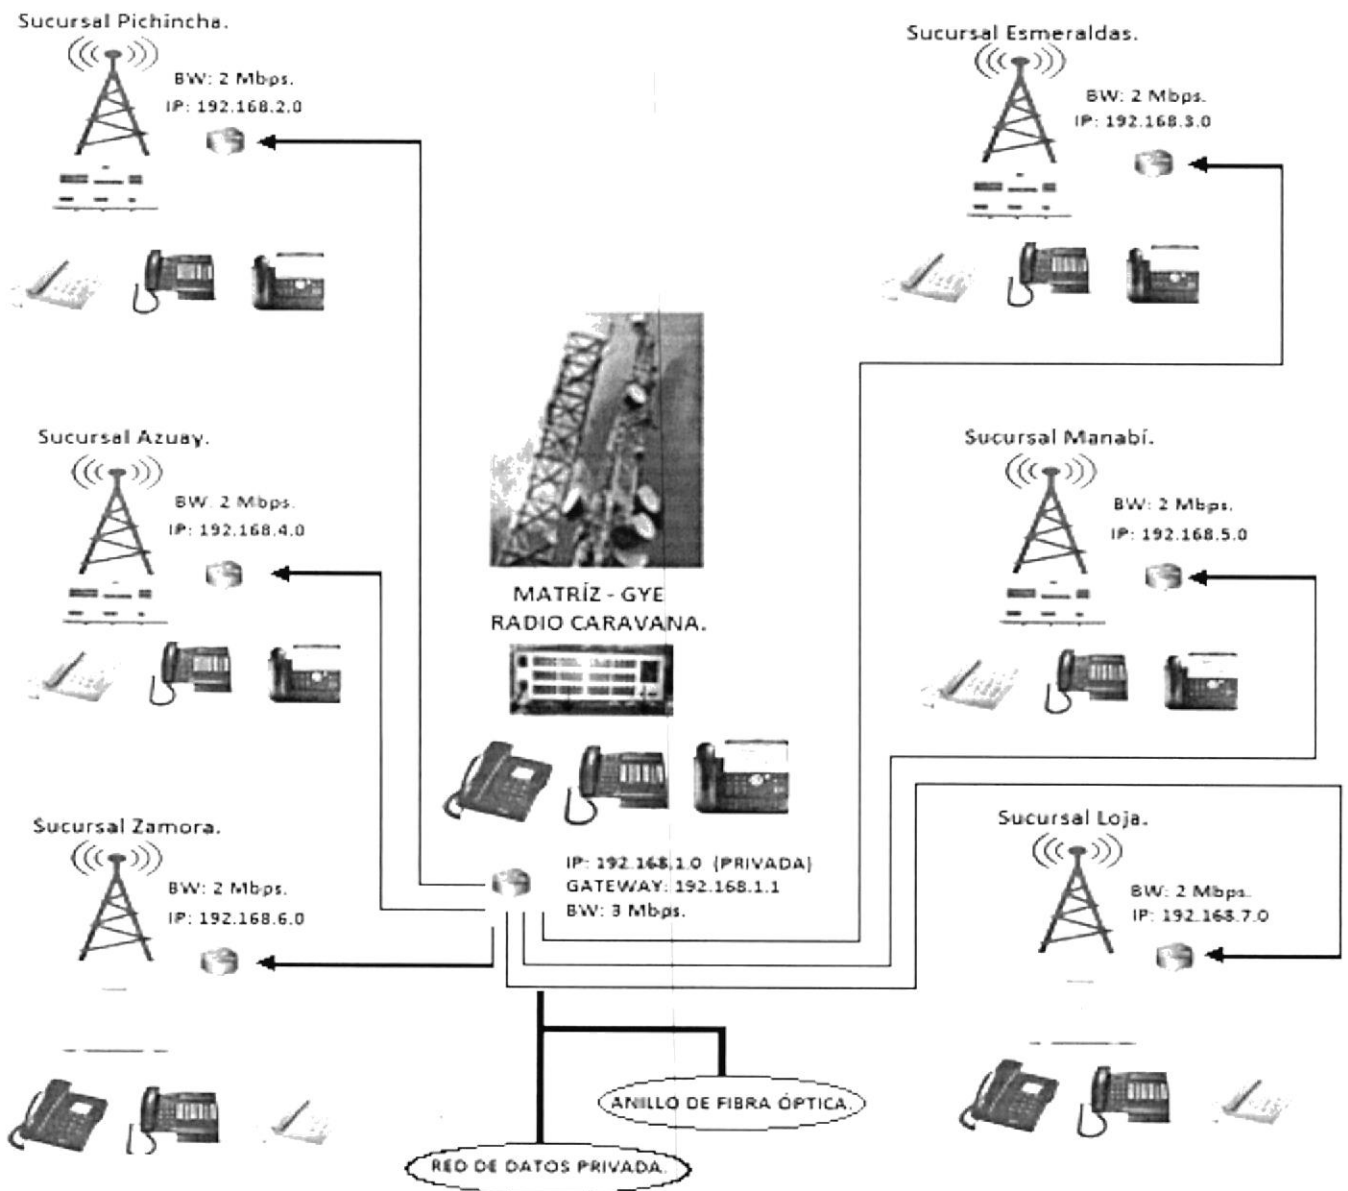 Sucursal Pichincha.
BW: 2 Mbps.
IP: 192.168.2.0
Sucursal Esmeraldas.
BW: 2 Mbps.
IP: 192.168.3.0
Sucursal Azuay.
BW: 2 Mbps.
IP: 192.168.4.0
Sucursal Manabí.
BW: 2 Mbps.
IP: 192.168.5.0
MATRÍZ - GYE
RADIO CARAVANA.
IP: 192.168.1.0 (PRIVADA)
GATEWAY: 192.168.1.1
BW: 3 Mbps.
Sucursal Zamora.
BW: 2 Mbps.
IP: 192.168.6.0
Sucursal Loja.
BW: 2 Mbps.
IP: 192.168.7.0
ANILLO DE FIBRA ÓPTICA.
RED DE DATOS PRIVADA.